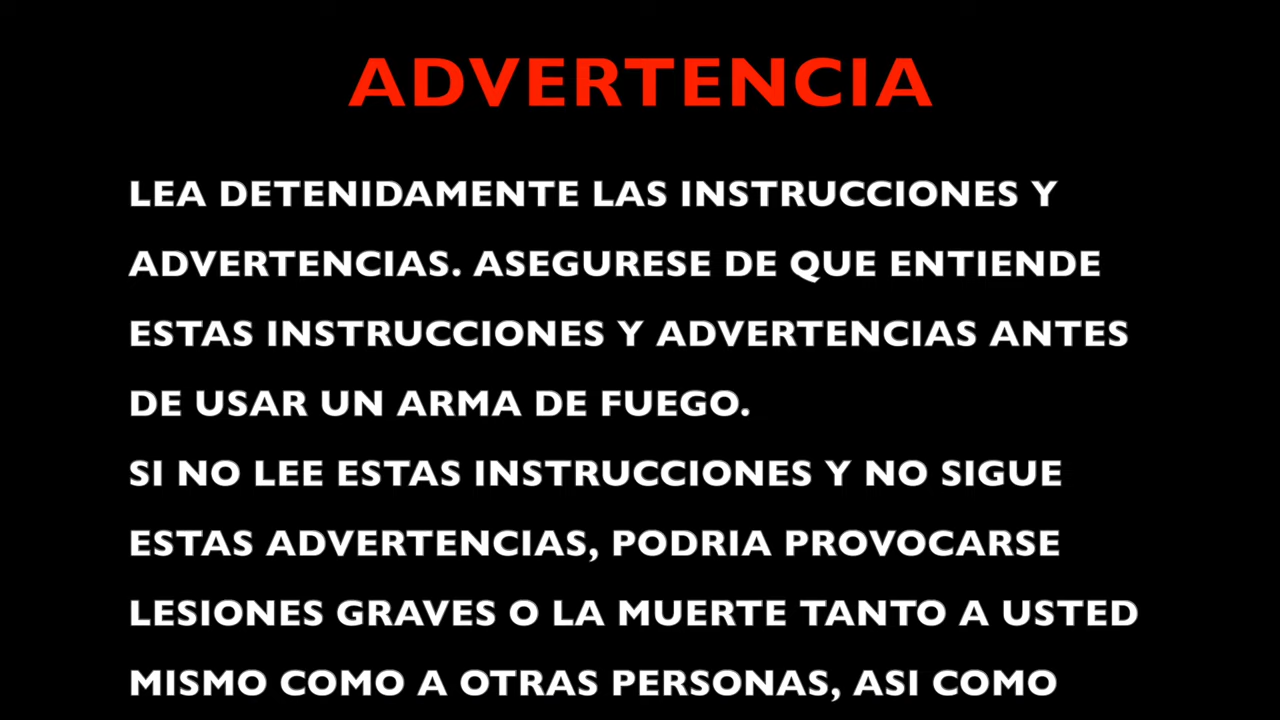 ADVERTENCIA
LEA DETENIDAMENTE LAS INSTRUCCIONES Y
ADVERTENCIAS. ASEGURESE DE QUE ENTIENDE
ESTAS INSTRUCCIONES Y ADVERTENCIAS ANTES
DE USAR UN ARMA DE FUEGO.
SI NO LEE ESTAS INSTRUCCIONES Y NO SIGUE
ESTAS ADVERTENCIAS, PODRIA PROVOCARSE
LESIONES GRAVES O LA MUERTE TANTO A USTED
MISMO COMO A OTRAS PERSONAS, ASI COMO